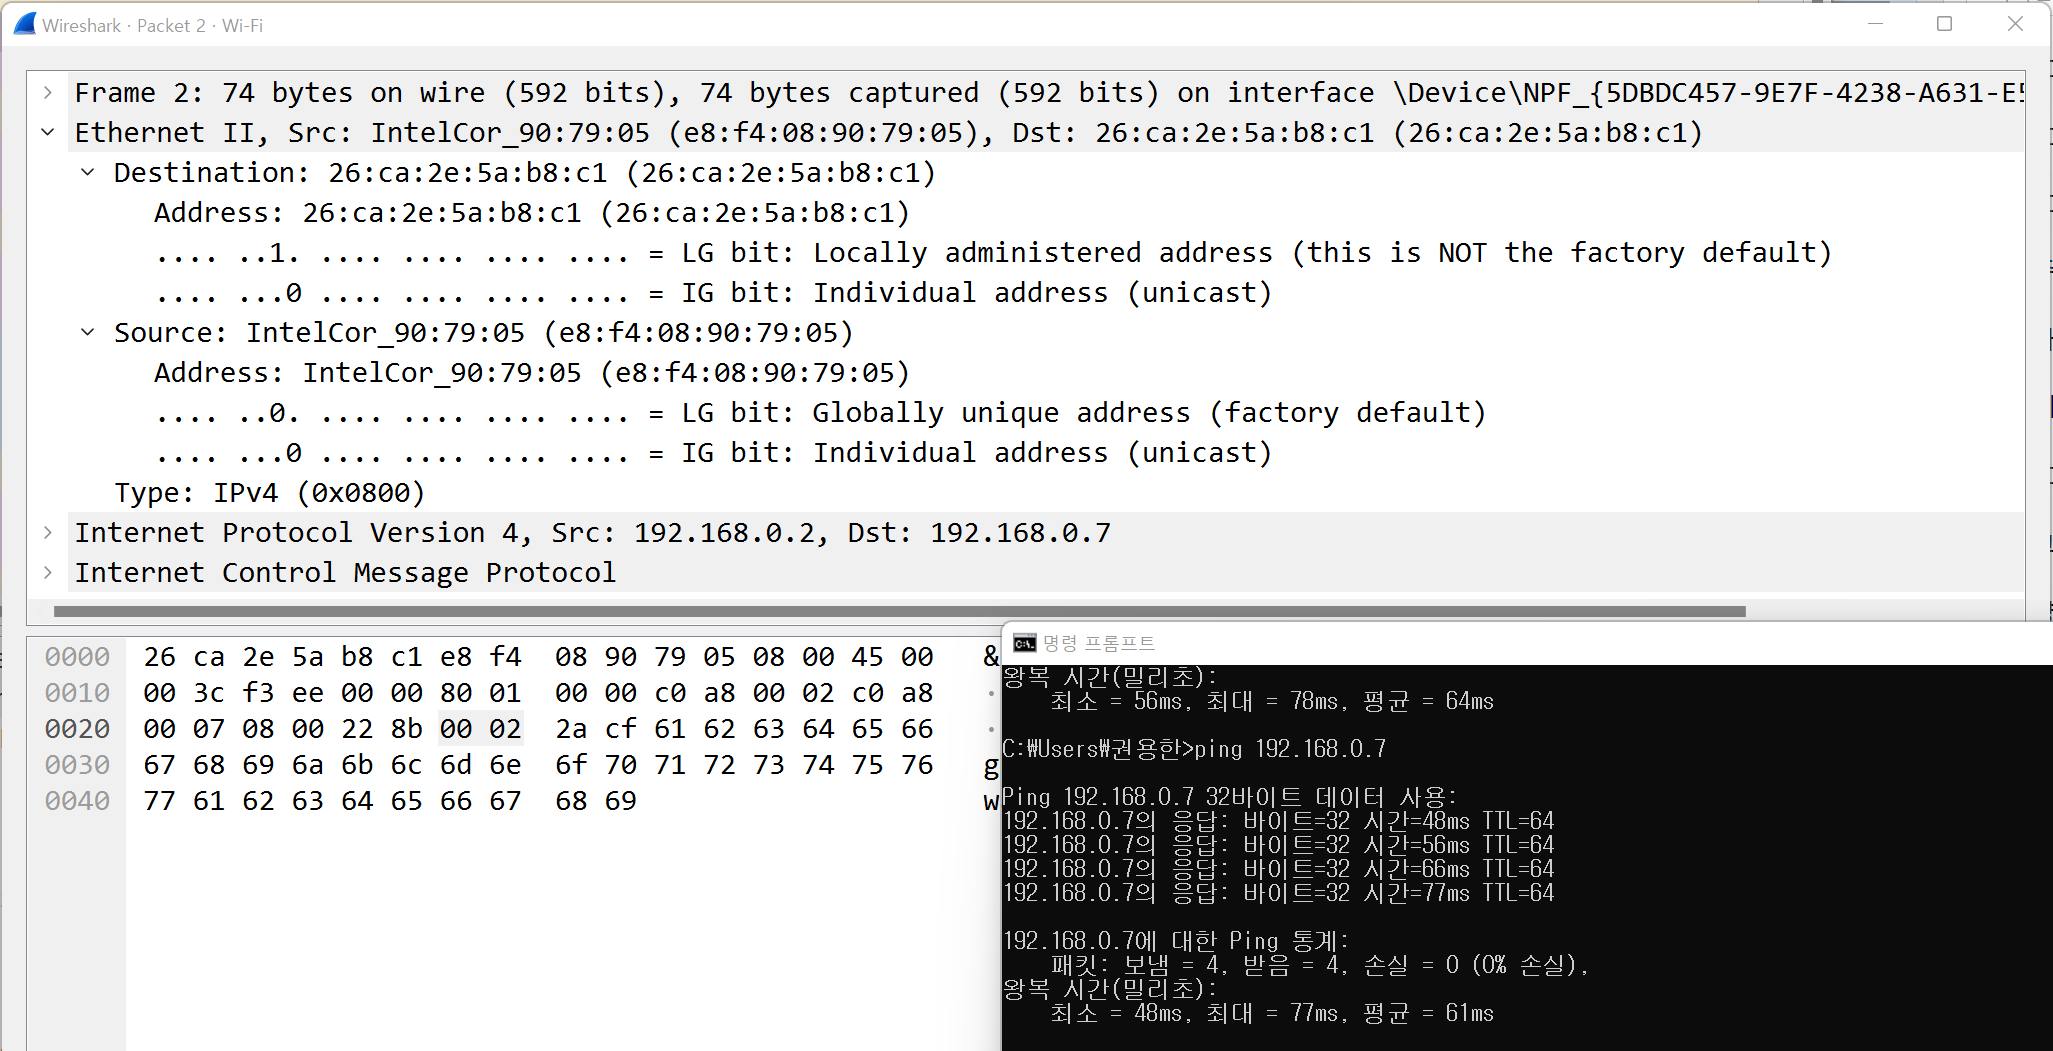 Wireshark · Packet 2 · Wi-Fi
Frame 2: 74 bytes on wire (592 bits), 74 bytes captured (592 bits) on interface \Device\NPF_{5DBDC457-9E7F-4238-A631-E5
Ethernet II, Src: IntelCor_90:79:05 (e8:f4:08:90:79:05), Dst: 26:ca:2e:5a:b8:c1 (26:ca:2e:5a:b8:c1)
Destination: 26:ca:2e:5a:b8:c1 (26:ca:2e:5a:b8:c1)
Address: 26:ca:2e:5a:b8:c1 (26:ca:2e:5a:b8:c1)
.... ..1. .... .... .... .... = LG bit: Locally administered address (this is NOT the factory default)
.... ...0 .... .... .... .... = IG bit: Individual address (unicast)
Source: IntelCor_90:79:05 (e8:f4:08:90:79:05)
Address: IntelCor_90:79:05 (e8:f4:08:90:79:05)
.... ..0. .... .... .... .... = LG bit: Globally unique address (factory default)
.... ...0 .... .... .... .... = IG bit: Individual address (unicast)
Type: IPv4 (0x0800)
Internet Protocol Version 4, Src: 192.168.0.2, Dst: 192.168.0.7
Internet Control Message Protocol
0000 26 ca 2e 5a b8 c1 e8 f4 08 90 79 05 08 00 45 00 &
0010 00 3c f3 ee 00 00 80 01 00 00 c0 a8 00 02 c0 a8 ·
0020 00 07 08 00 22 8b 00 02 2a cf 61 62 63 64 65 66 ·
0030 67 68 69 6a 6b 6c 6d 6e 6f 70 71 72 73 74 75 76 g
0040 77 61 62 63 64 65 66 67 68 69 w
명령 프롬프트
왕복 시간(밀리초):
최소 = 56ms, 최대 = 78ms, 평균 = 64ms
C:₩Users₩권용한>ping 192.168.0.7
Ping 192.168.0.7 32바이트 데이터 사용:
192.168.0.7의 응답: 바이트=32 시간=48ms TTL=64
192.168.0.7의 응답: 바이트=32 시간=56ms TTL=64
192.168.0.7의 응답: 바이트=32 시간=66ms TTL=64
192.168.0.7의 응답: 바이트=32 시간=77ms TTL=64
192.168.0.7에 대한 Ping 통계:
패킷: 보냄 = 4, 받음 = 4, 손실 = 0 (0% 손실),
왕복 시간(밀리초):
최소 = 48ms, 최대 = 77ms, 평균 = 61ms